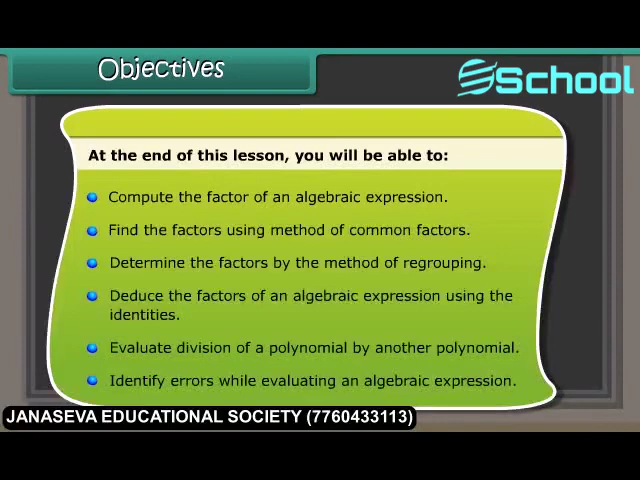 Objectives
School
At the end of this lesson, you will be able to:
Compute the factor of an algebraic expression.
Find the factors using method of common factors.
Determine the factors by the method of regrouping.
Deduce the factors of an algebraic expression using the
identities.
Evaluate division of a polynomial by another polynomial.
Identify errors while evaluating an algebraic expression.
JANASEVA EDUCATIONAL SOCIETY (7760433113)